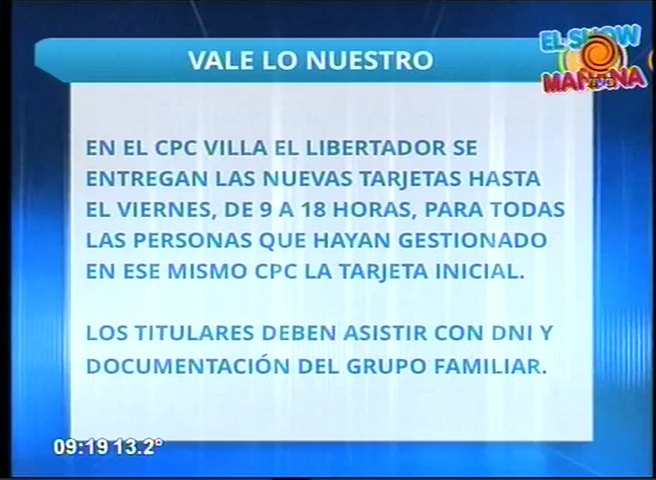 VALE LO NUESTRO
EL SHOW
MAÑANA
EN EL CPC VILLA EL LIBERTADOR SE
ENTREGAN LAS NUEVAS TARJETAS HASTA
EL VIERNES, DE 9 A 18 HORAS, PARA TODAS
LAS PERSONAS QUE HAYAN GESTIONADO
EN ESE MISMO CPC LA TARJETA INICIAL.
LOS TITULARES DEBEN ASISTIR CON DNI Y
DOCUMENTACIÓN DEL GRUPO FAMILIAR.
09:19 13.2°